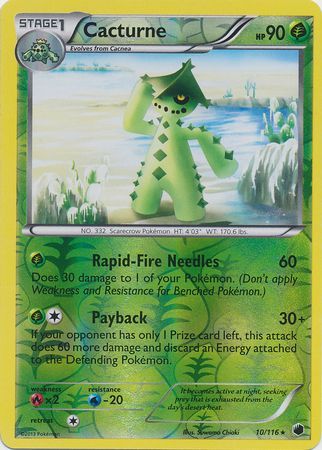 STAGE1
Cacturne
HP 90
Evolves from Cacnea
NO. 332 Scarecrow Pokémon HT: 4'03" WT: 170.6 lbs.
Rapid-Fire Needles 60
Does 30 damage to 1 of your Pokémon. (Don't apply
Weakness and Resistance for Benched Pokémon.)
Payback 30+
If your opponent has only 1 Prize card left, this attack
does 60 more damage and discard an Energy attached
to the Defending Pokémon.
weakness
×2
resistance
-20
retreat
It becomes active at night, seeking
prey that is exhausted from the
day's desert heat.
Illus. Suwama Chiaki
10/116 ★
©2013 Pokémon